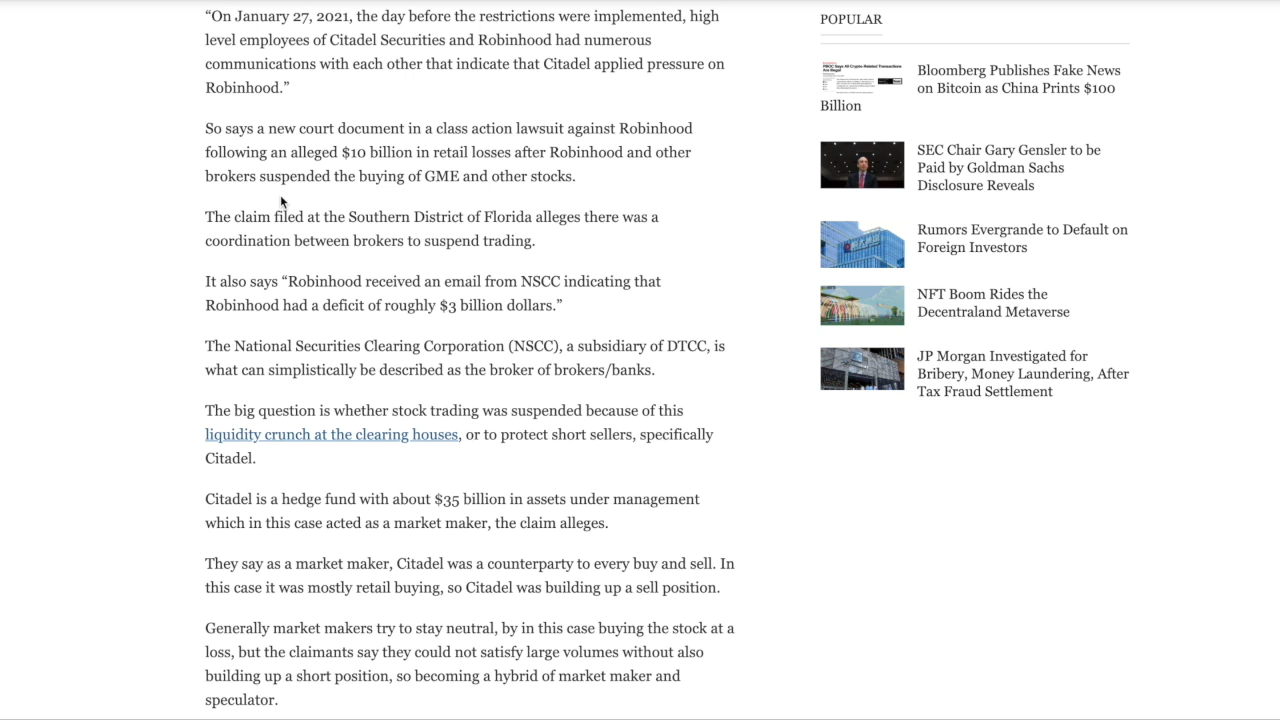 “On January 27, 2021, the day before the restrictions were implemented, high
level employees of Citadel Securities and Robinhood had numerous
communications with each other that indicate that Citadel applied pressure on
Robinhood.”
So says a new court document in a class action lawsuit against Robinhood
following an alleged $10 billion in retail losses after Robinhood and other
brokers suspended the buying of GME and other stocks.
The claim filed at the Southern District of Florida alleges there was a
coordination between brokers to suspend trading.
It also says “Robinhood received an email from NSCC indicating that
Robinhood had a deficit of roughly $3 billion dollars.”
The National Securities Clearing Corporation (NSCC), a subsidiary of DTCC, is
what can simplistically be described as the broker of brokers/banks.
The big question is whether stock trading was suspended because of this
liquidity crunch at the clearing houses, or to protect short sellers, specifically
Citadel.
Citadel is a hedge fund with about $35 billion in assets under management
which in this case acted as a market maker, the claim alleges.
They say as a market maker, Citadel was a counterparty to every buy and sell. In
this case it was mostly retail buying, so Citadel was building up a sell position.
Generally market makers try to stay neutral, by in this case buying the stock at a
loss, but the claimants say they could not satisfy large volumes without also
building up a short position, so becoming a hybrid of market maker and
speculator.
POPULAR
PBOC Says All Crypto-Related Transactions
Are Illegal
Bloomberg Publishes Fake News
on Bitcoin as China Prints $100
Billion
SEC Chair Gary Gensler to be
Paid by Goldman Sachs
Disclosure Reveals
Rumors Evergrande to Default on
Foreign Investors
NFT Boom Rides the
Decentraland Metaverse
JP Morgan Investigated for
Bribery, Money Laundering, After
Tax Fraud Settlement